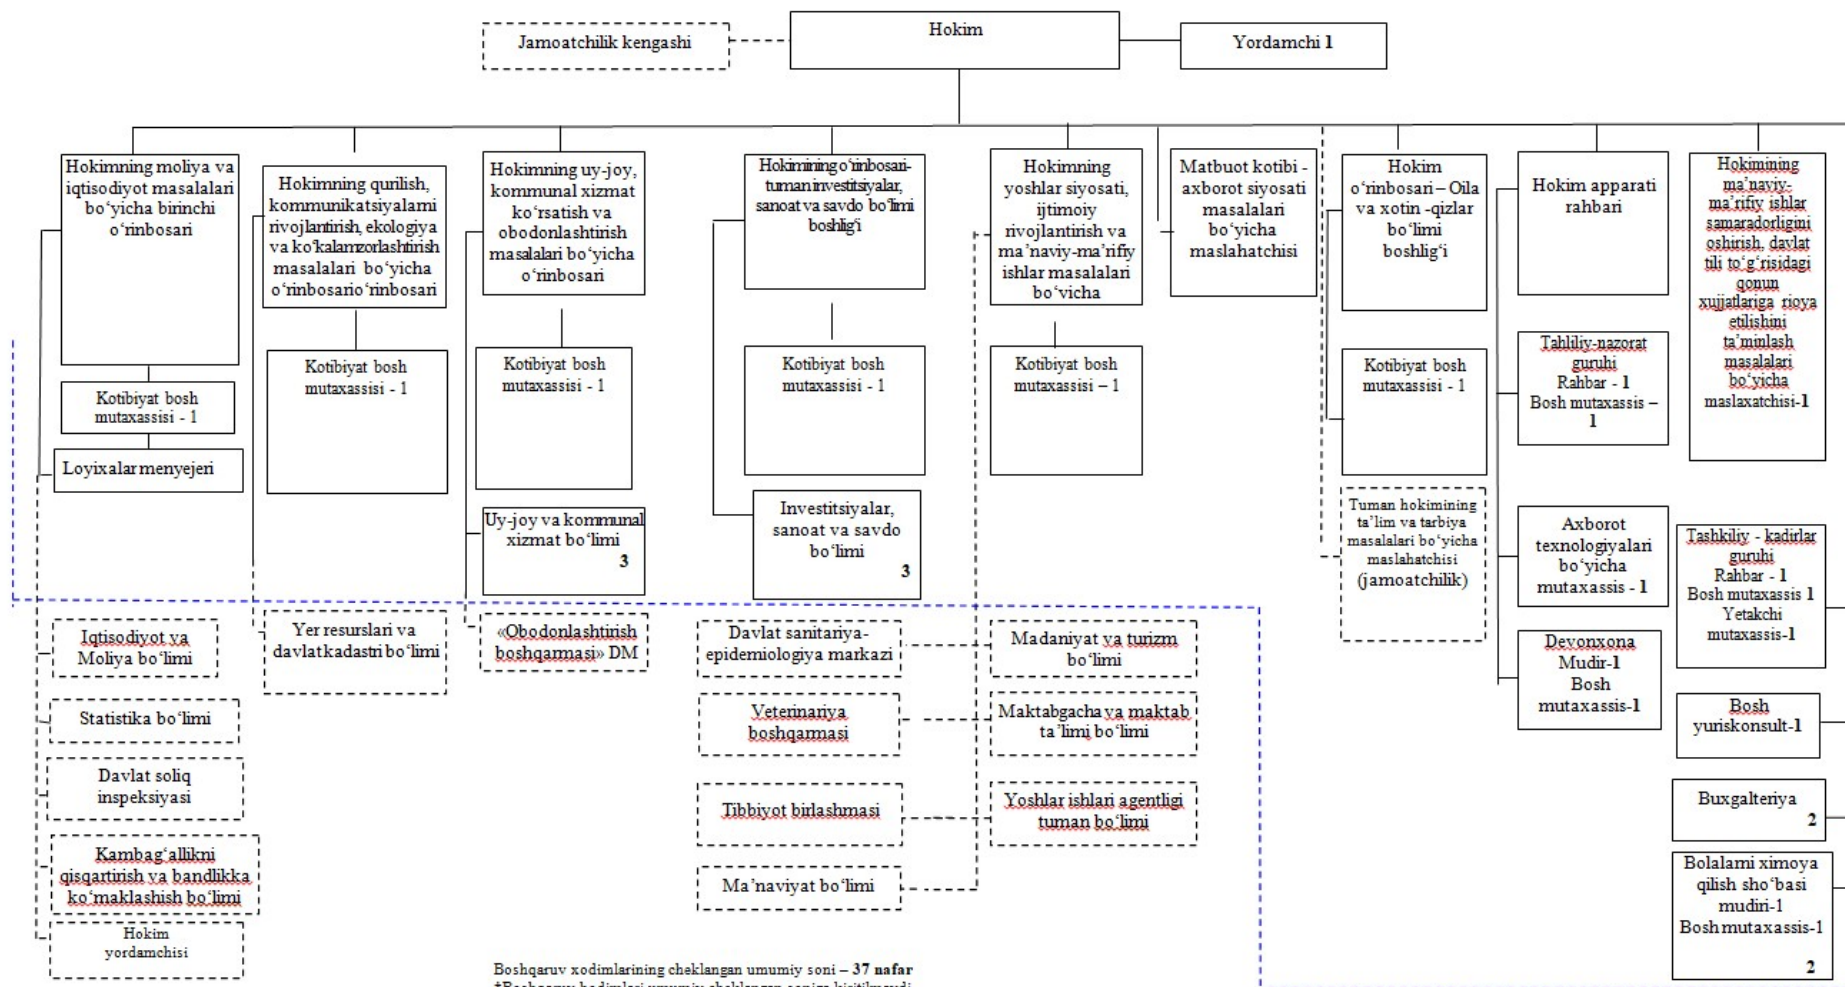 Jamoatchilik kengashi
Hokim
Yordamchi 1
Hokimning moliya va
iqtisodiyot masalalari
bo‘yicha birinchi
o‘rinbosari
Kotibiyat bosh
mutaxassisi - 1
Loyixalar menyejeri
Hokimning qurilish,
kommunikatsiyalarni
rivojlantirish, ekologiya
va ko‘kalamzorlashtirish
masalalari bo‘yicha
o‘rinbosario‘rinbosari
Kotibiyat bosh
mutaxassisi - 1
Hokimning uy-joy,
kommunal xizmat
ko‘rsatish va
obodonlashtirish
masalalari bo‘yicha
o‘rinbosari
Kotibiyat bosh
mutaxassisi - 1
Uy-joy va kommunal
xizmat bo‘limi
3
Hokimining o‘rinbosari-
tuman investitsiyalar,
sanoat va savdo bo‘limi
boshlig‘i
Kotibiyat bosh
mutaxassisi - 1
Investitsiyalar,
sanoat va savdo
bo‘limi
3
Hokimning
yoshlar siyosati,
ijtimoiy
rivojlantirish va
ma’naviy-ma’rifiy
ishlar masalalari
bo‘vicha
Kotibiyat bosh
mutaxassisi – 1
Matbuot kotibi -
axborot siyosati
masalalari
bo‘yicha
maslahatchisi
Hokim
o‘rinbosari – Oila
va xotin -qizlar
bo‘limi
boshlig‘i
Kotibiyat bosh
mutaxassisi - 1
Tuman hokimining
ta’lim va tarbiya
masalalari bo‘yicha
maslahatchisi
(jamoatchilik)
Hokim apparati
rahbari
Tahliliy-nazorat
guruhi
Rahbar - 1
Bosh mutaxassis –
1
Axborot
texnologiyalari
bo‘yicha
mutaxassis - 1
Devonxona
Mudir-1
Bosh
mutaxassis-1
Hokimining
ma’naviy-
ma’rifiy ishlar
samaradorligini
oshirish, davlat
tili to‘g‘risidagi
qonun
xujjatlariga rioya
etilishini
ta’minlash
masalalari
bo‘yicha
maslaxatchisi-1
Tashkiliy - kadirlar
guruhi
Rahbar - 1
Bosh mutaxassis 1
Yetakchi
mutaxassis-1
Bosh
yuriskonsult-1
Buxgalteriya
2
Bolalarni ximoya
qilish sho‘basi
mudiri-1
Bosh mutaxassis-1
2
Iqtisodiyot va
Moliya bo‘limi
Statistika bo‘limi
Davlat soliq
inspeksiyasi
Kambag‘allikni
qisqartirish va bandlikka
ko‘maklashish bo‘limi
Hokim
yordamchisi
Yer resurslari va
davlat kadastri bo‘limi
«Obodonlashtirish
boshqarmasi» DM
Davlat sanitariya-
epidemiologiya markazi
Veterinariya
boshqarmasi
Tibbiyot birlashmasi
Ma’naviyat bo‘limi
Madaniyat va turizm
bo‘limi
Maktabgacha va maktab
ta’limi bo‘limi
Yoshlar ishlari agentligi
tuman bo‘limi
Boshqaruv xodimlarining cheklangan umumiy soni – 37 nafar